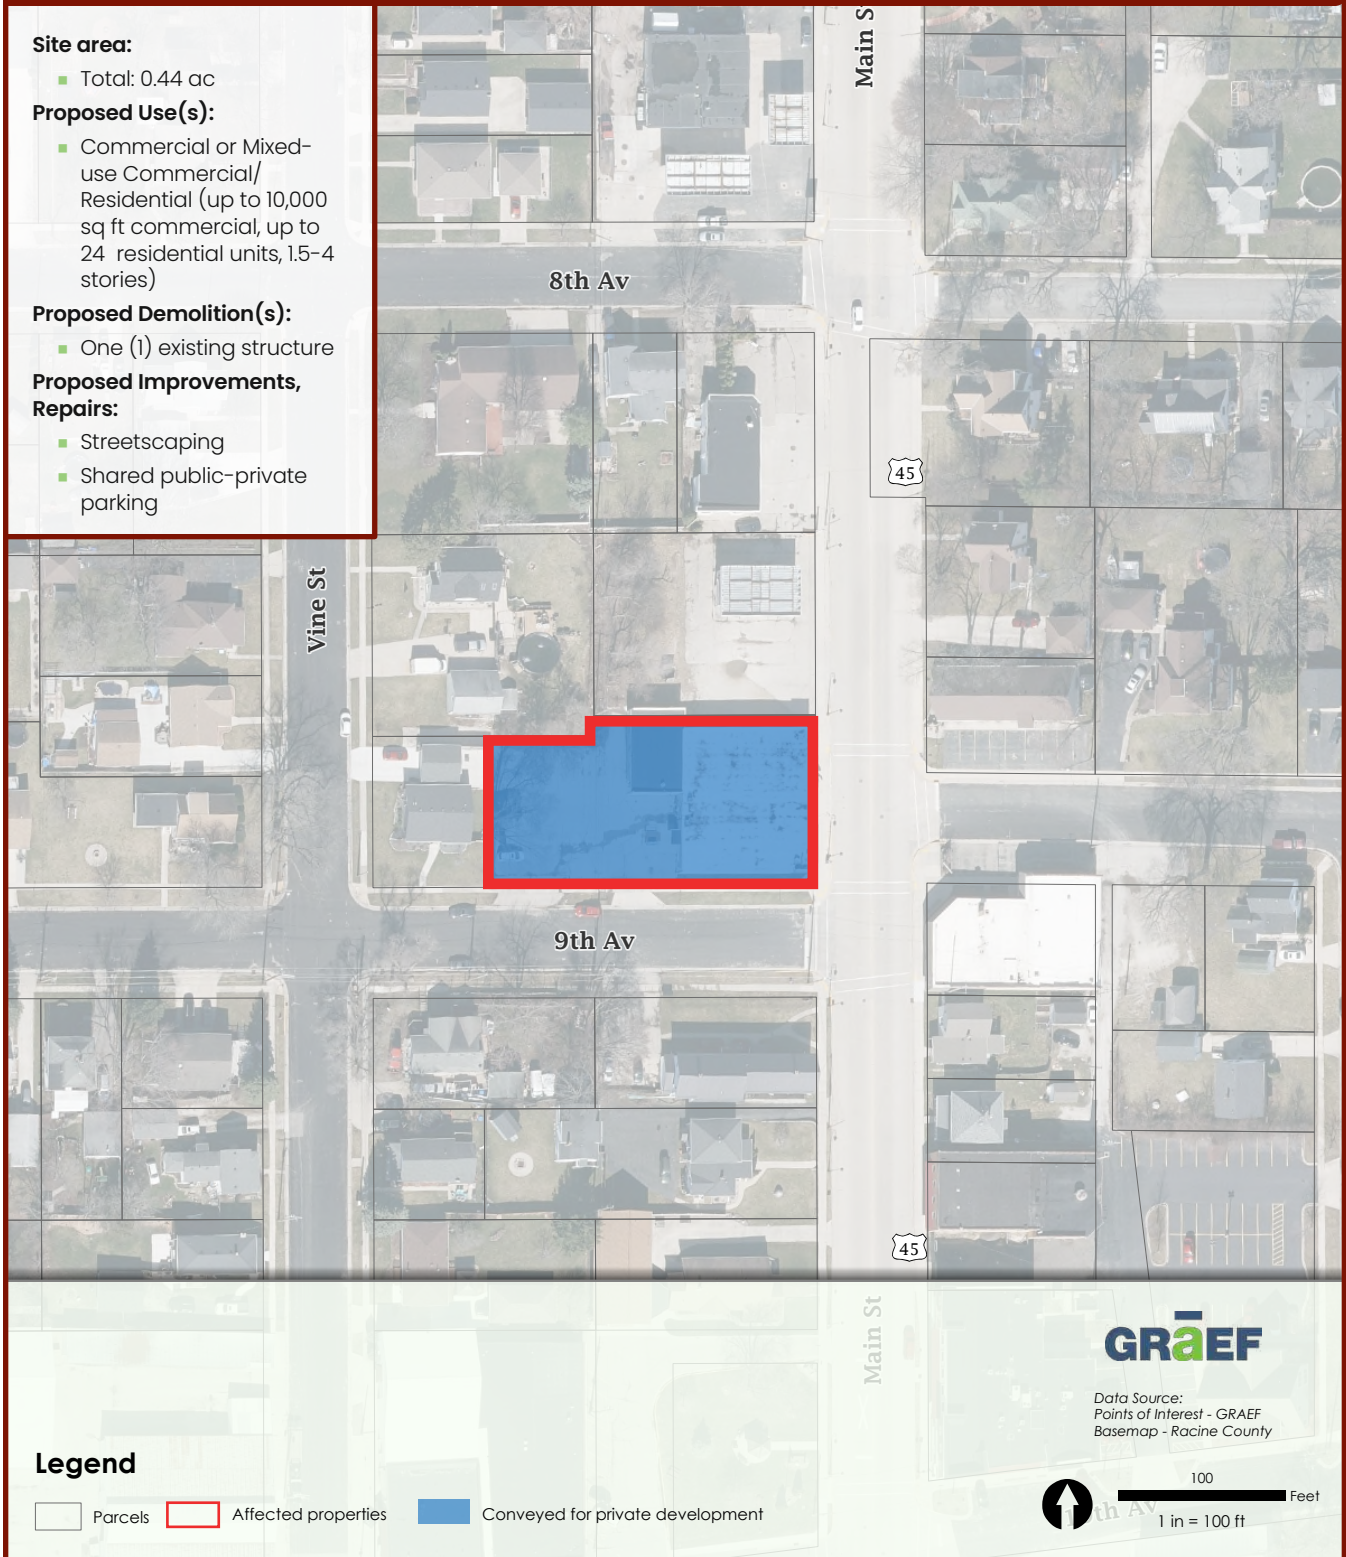 Site area:
Total: 0.44 ac
Proposed Use(s):
Commercial or Mixed-
use Commercial/
Residential (up to 10,000
sq ft commercial, up to
24 residential units, 1.5-4
stories)
Proposed Demolition(s):
One (1) existing structure
Proposed Improvements,
Repairs:
Streetscaping
Shared public-private
parking
Main St
8th Av
45
Vine St
9th Av
45
Main St
GRāEF
Data Source:
Points of Interest - GRAEF
Basemap - Racine County
Legend
Parcels
Affected properties
Conveyed for private development
100
Feet
1 in = 100 ft
th Av